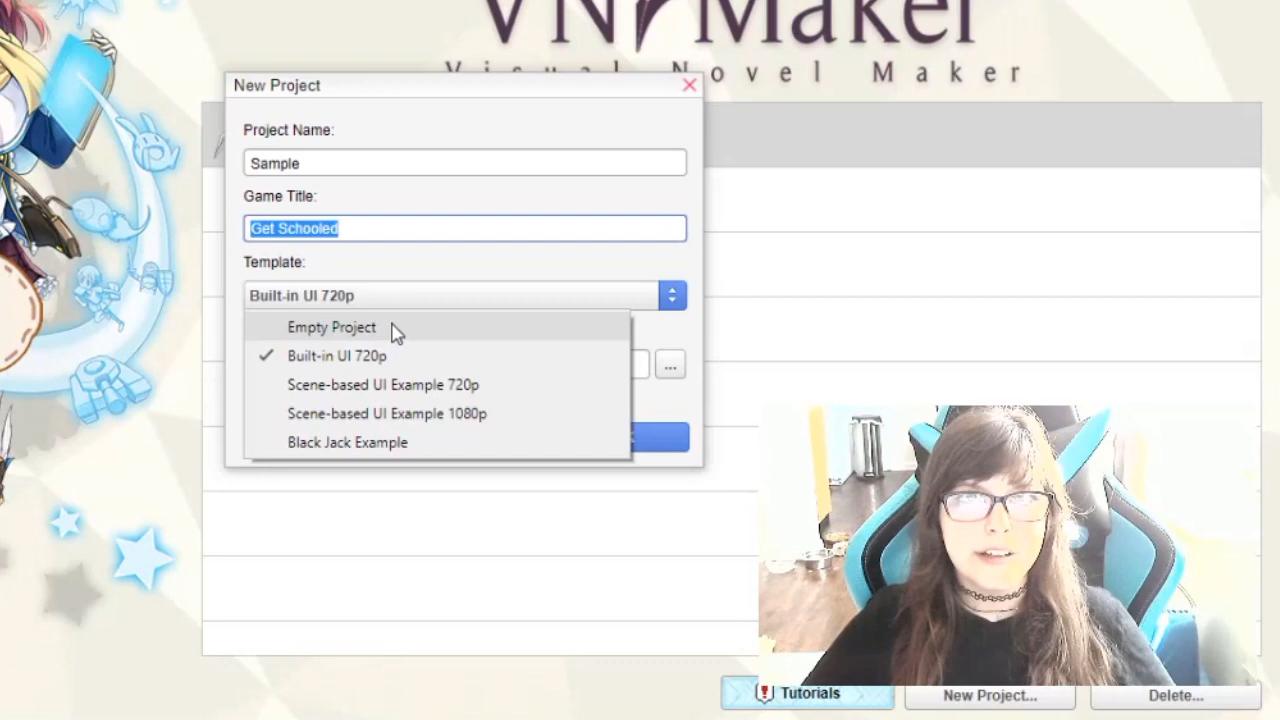 VN Maker
Visual Novel Maker
New Project
Project Name:
Sample
Game Title:
Get Schooled
Template:
Built-in UI 720p
Empty Project
Built-in UI 720p
...
Scene-based UI Example 720p
Scene-based UI Example 1080p
Black Jack Example
Tutorials
New Project...
Delete...